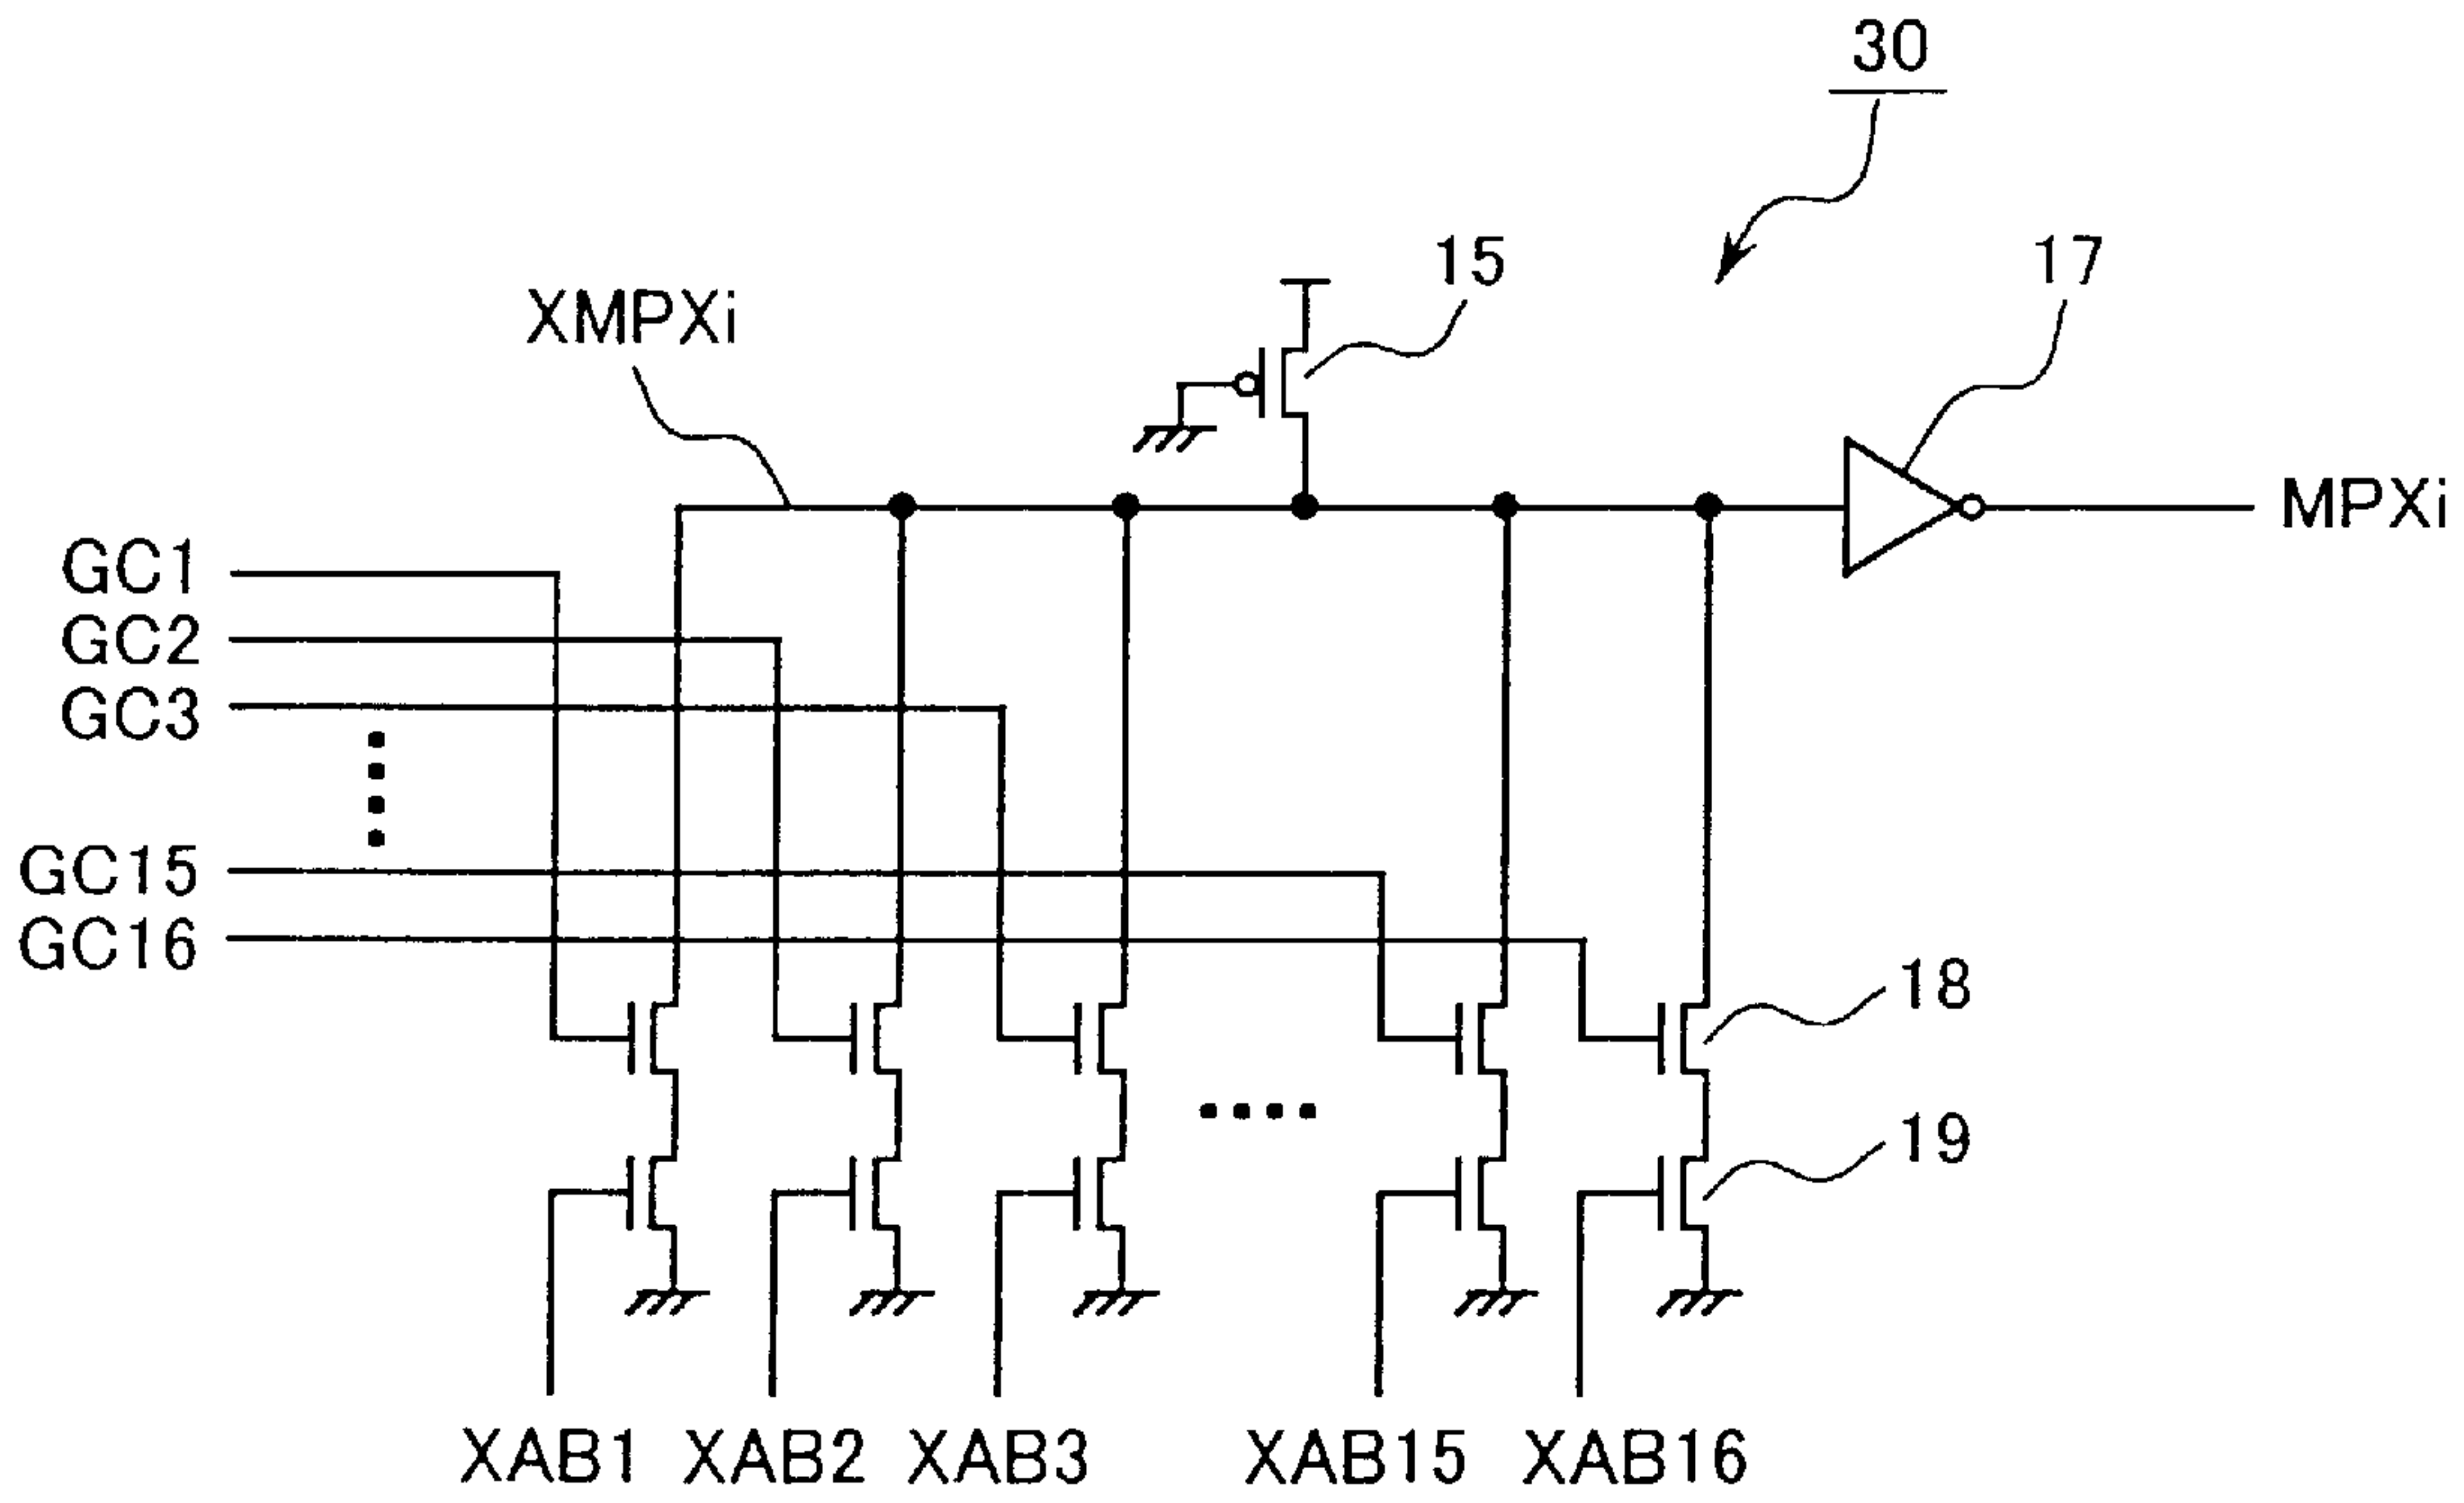 30
15
17
XMPXi
MPXi
GC1
GC2
GC3
GC15
GC16
18
19
XAB1 XAB2 XAB3 XAB15 XAB16